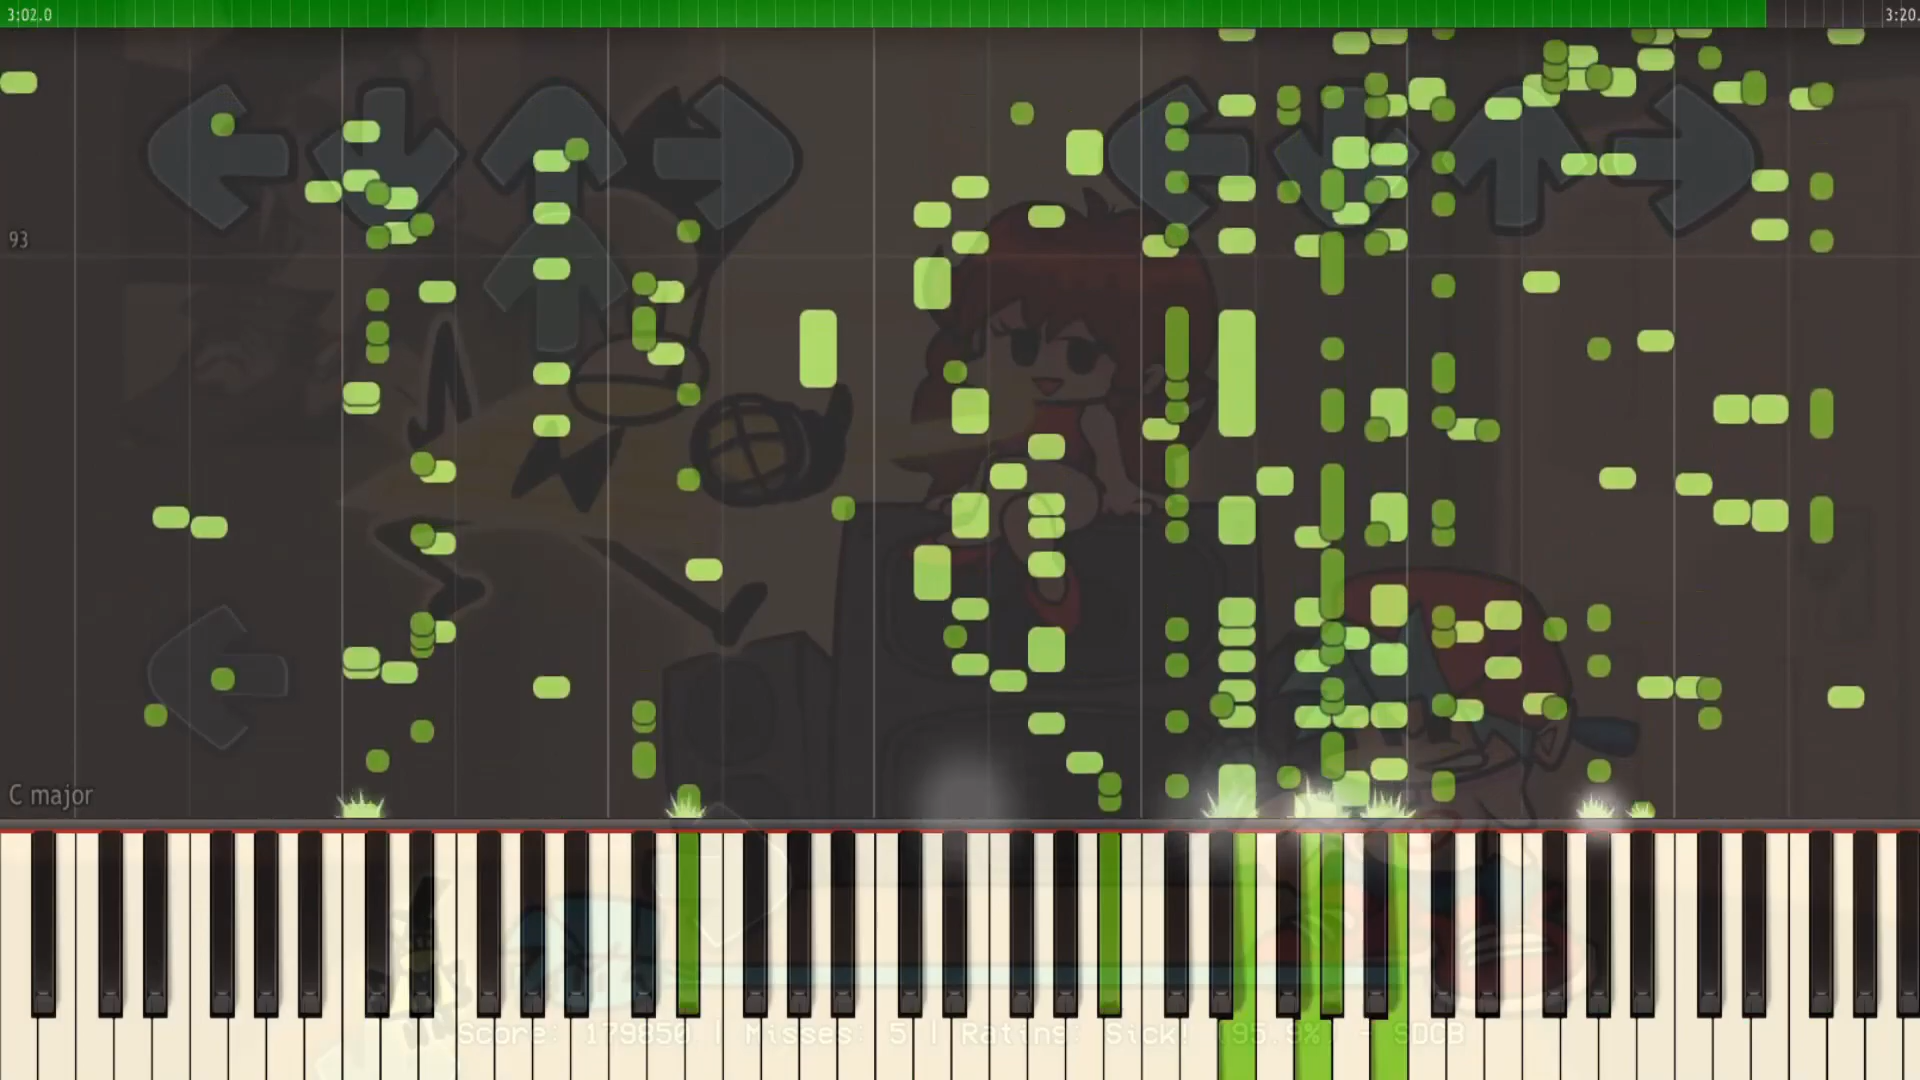 3:02.0
3:20.
93
C major
Score: 179850 | Misses: 5 | Rating: Sick! (95.9%) - SDCB